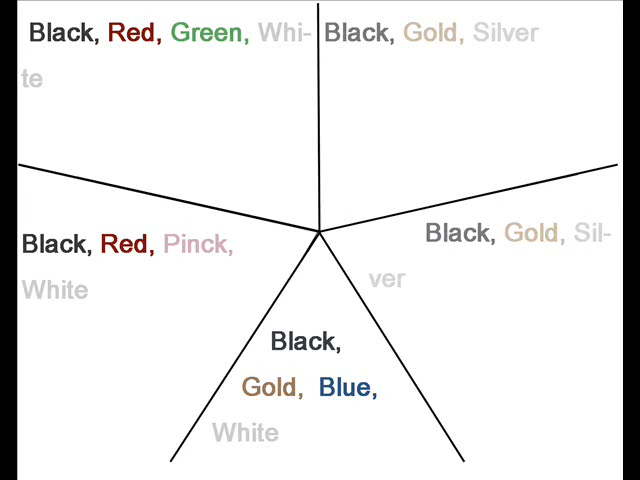 Black, Red, Green, Whi-
te
Black, Gold, Silver
Black, Red, Pinck,
White
Black, Gold, Sil-
ver
Black,
Gold, Blue,
White